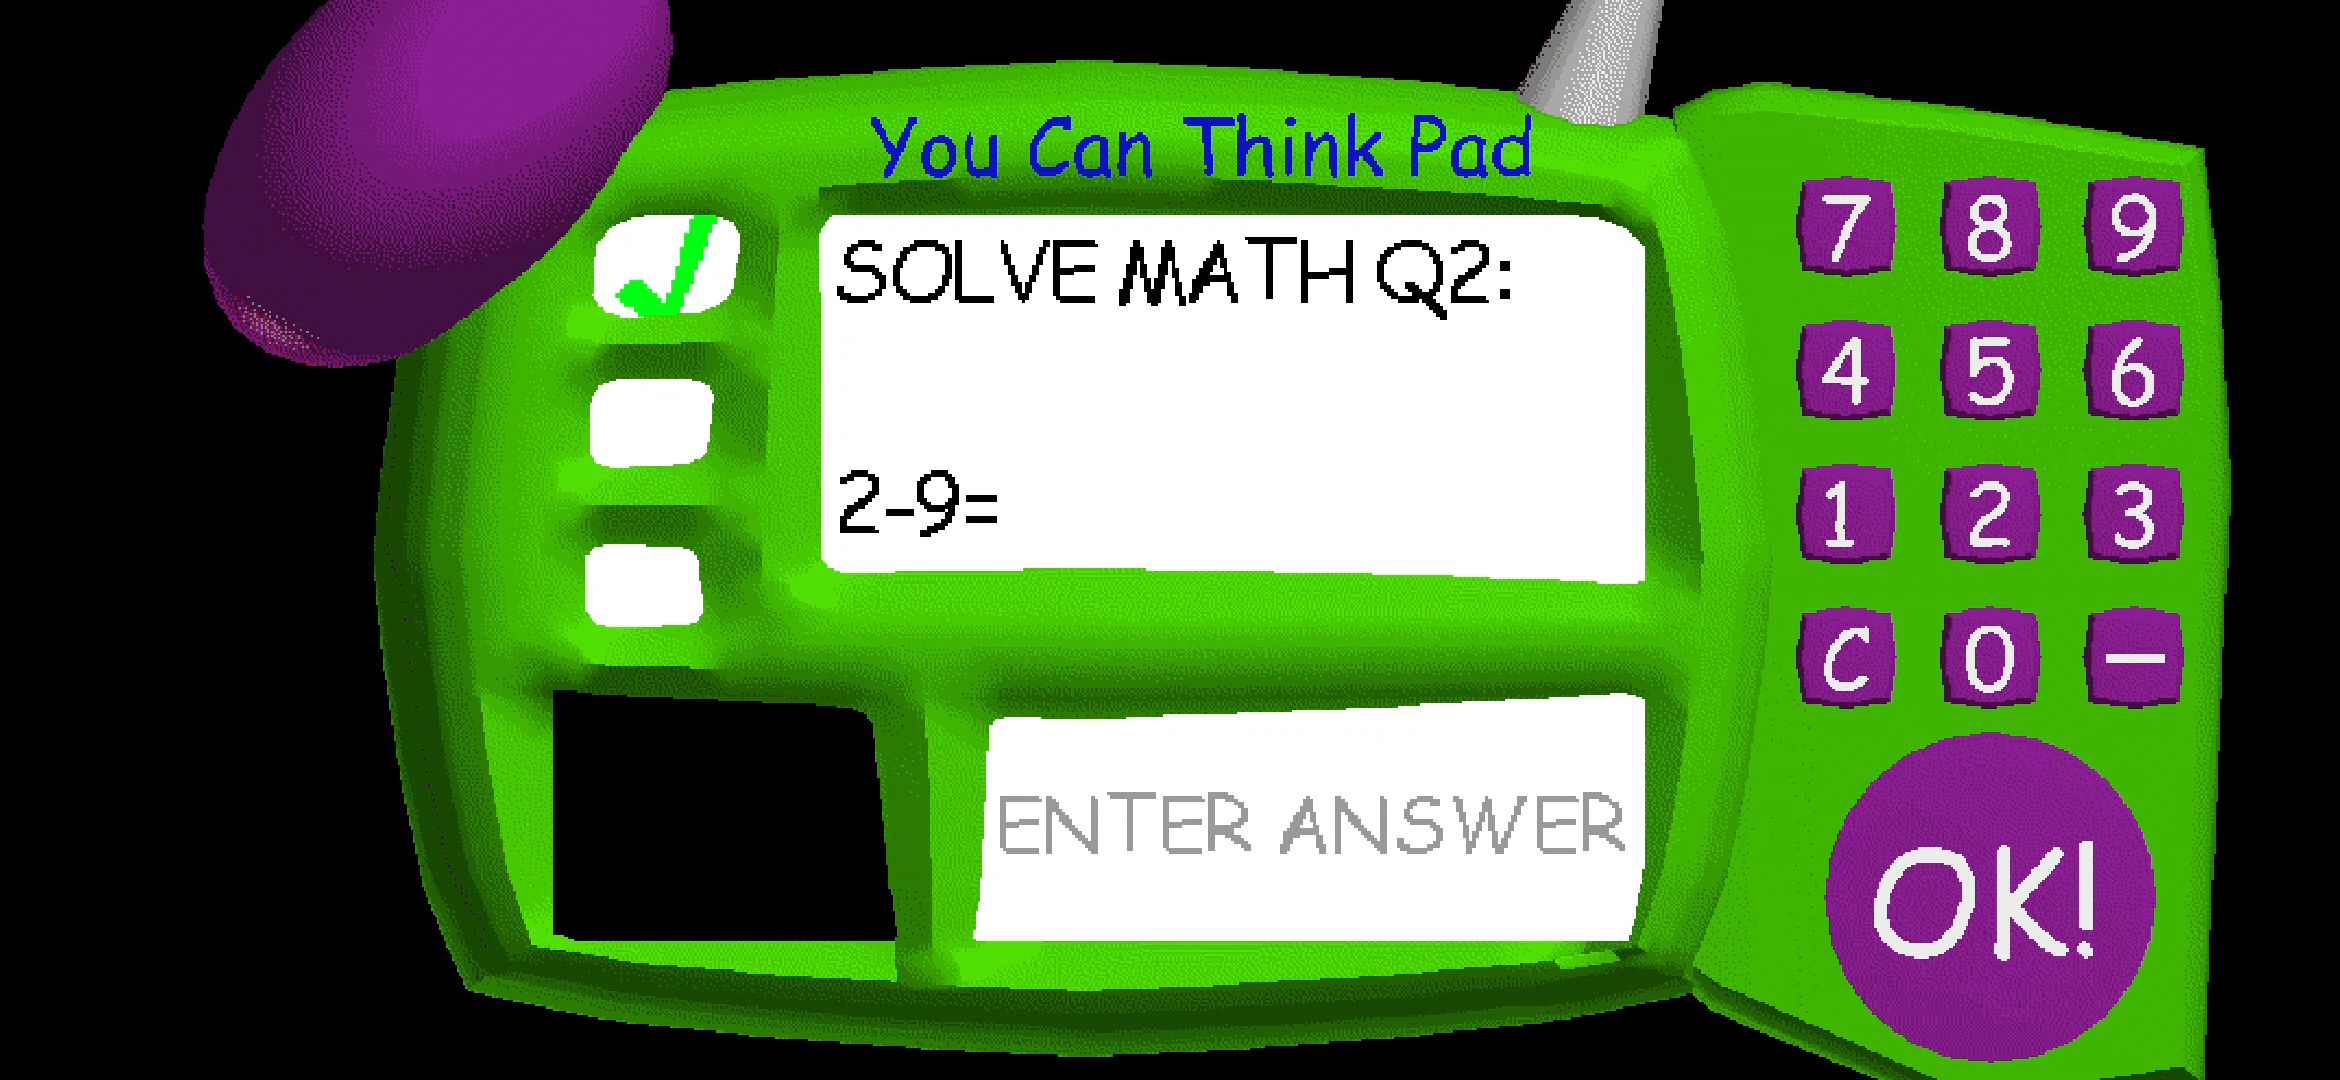 You Can Think Pad
SOLVE MATH Q2:
2-9=
ENTER ANSWER
7 8 9
4 5 6
1 2 3
C 0 —
OK!